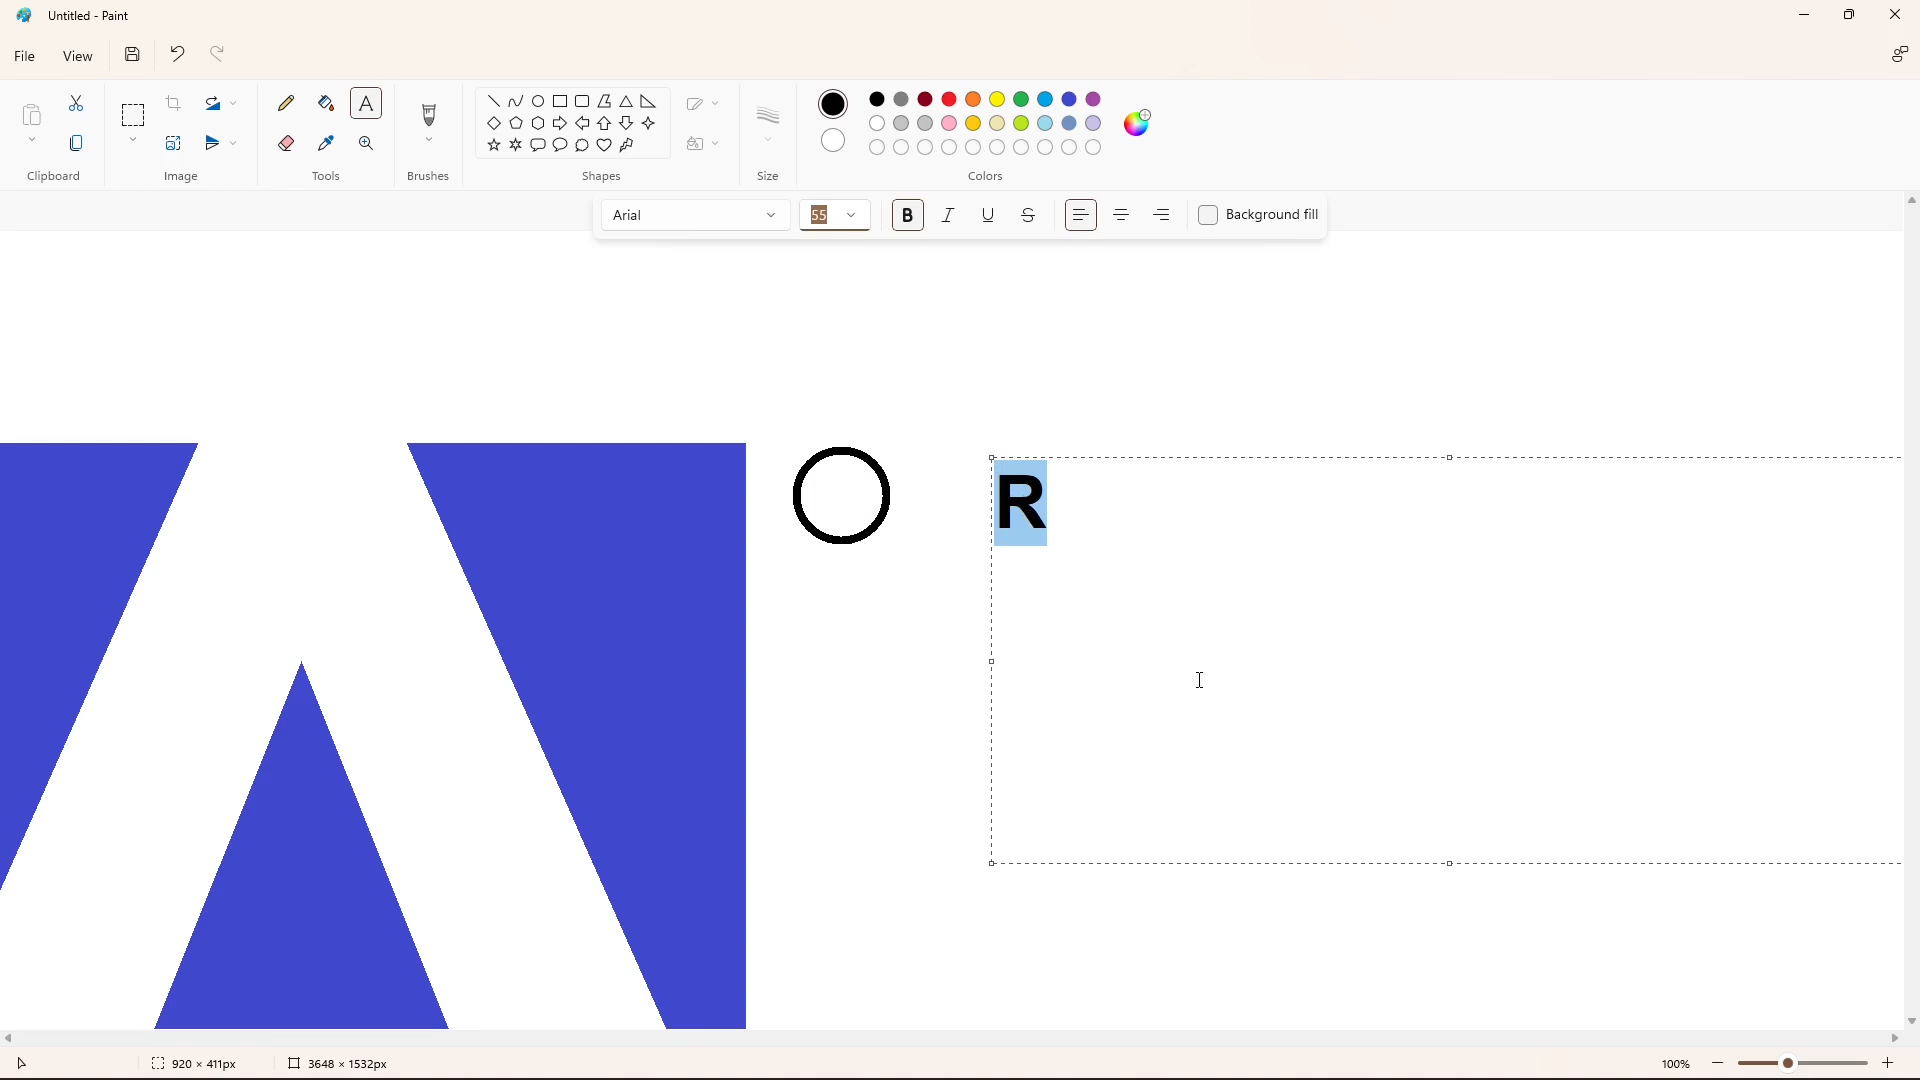 Untitled - Paint
File View
Clipboard
Image
Tools
Brushes
Shapes
Size
Colors
A
Arial 55 B I U S Background fill
R
920 × 411px 3648 × 1532px 100%